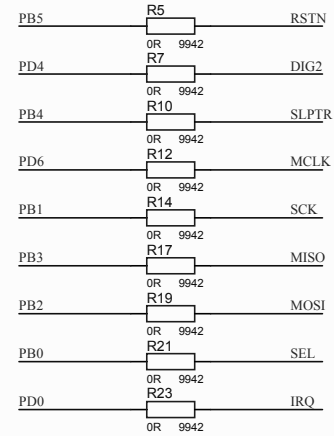 PB5 R5 RSTN
0R 9942
PD4 R7 DIG2
0R 9942
PB4 R10 SLPTR
0R 9942
PD6 R12 MCLK
0R 9942
PB1 R14 SCK
0R 9942
PB3 R17 MISO
0R 9942
PB2 R19 MOSI
0R 9942
PB0 R21 SEL
0R 9942
PD0 R23 IRQ
0R 9942